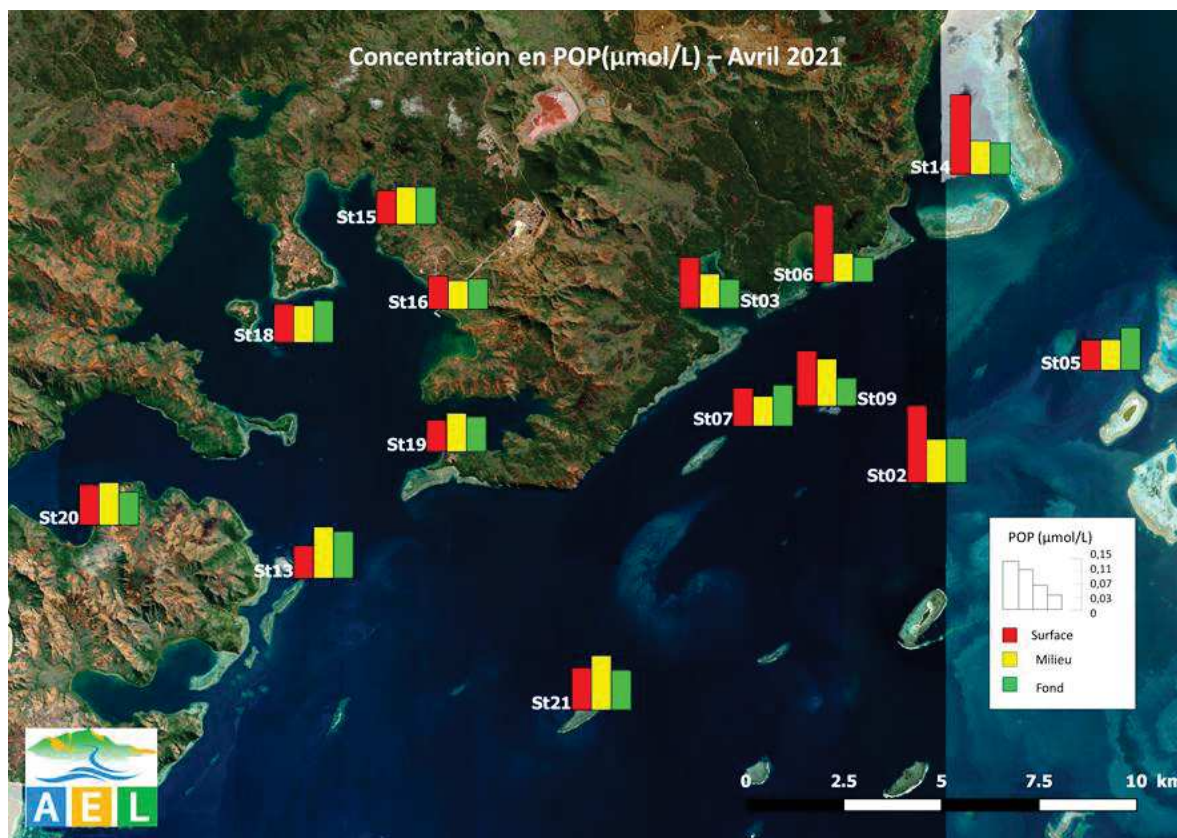 Concentration en POP(µmol/L) – Avril 2021
St14
St15
St06
St16
St03
St18
St05
St09
St07
St19
St02
St20
St13
St21
POP (µmol/L)
0,15
0,11
0,07
0,03
0
Surface
Milieu
Fond
AEL
0 2.5 5 7.5 10 km